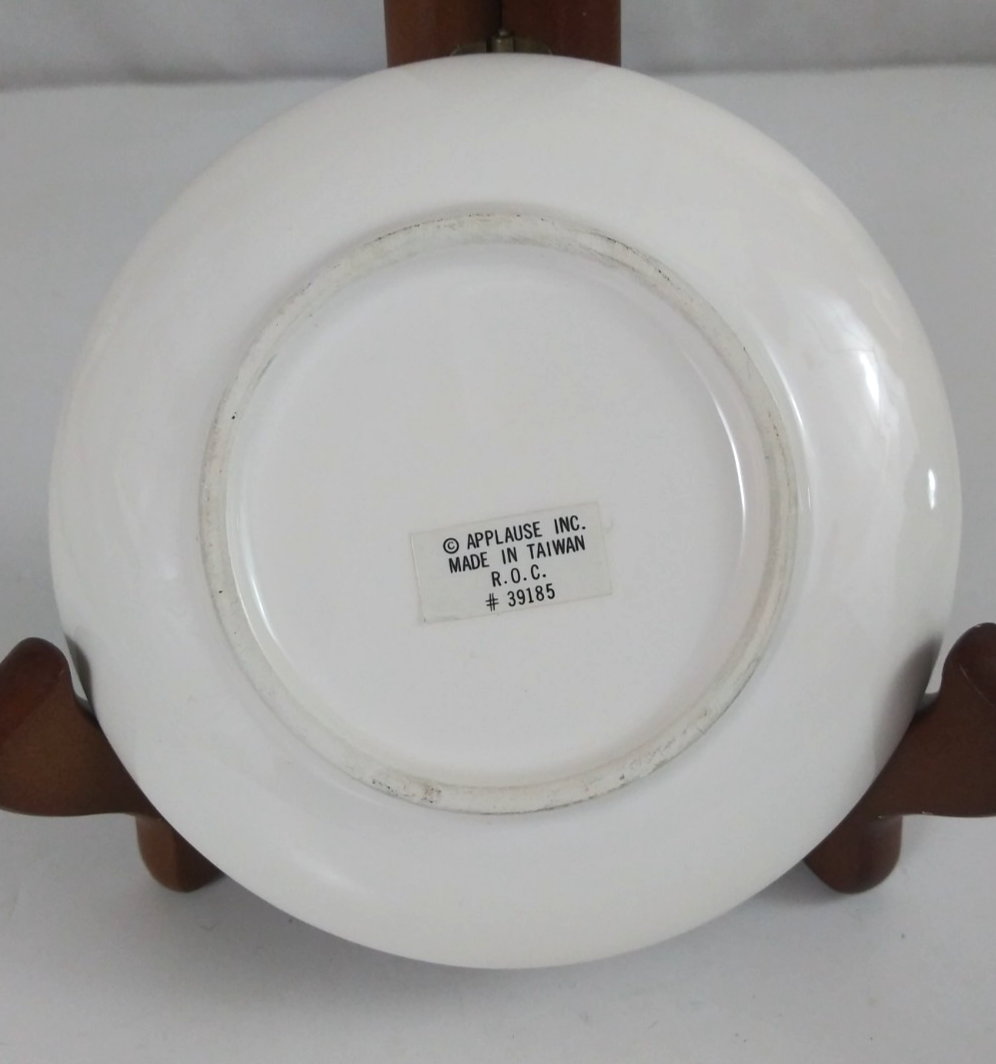 © APPLAUSE INC.
MADE IN TAIWAN
R.O.C.
# 39185